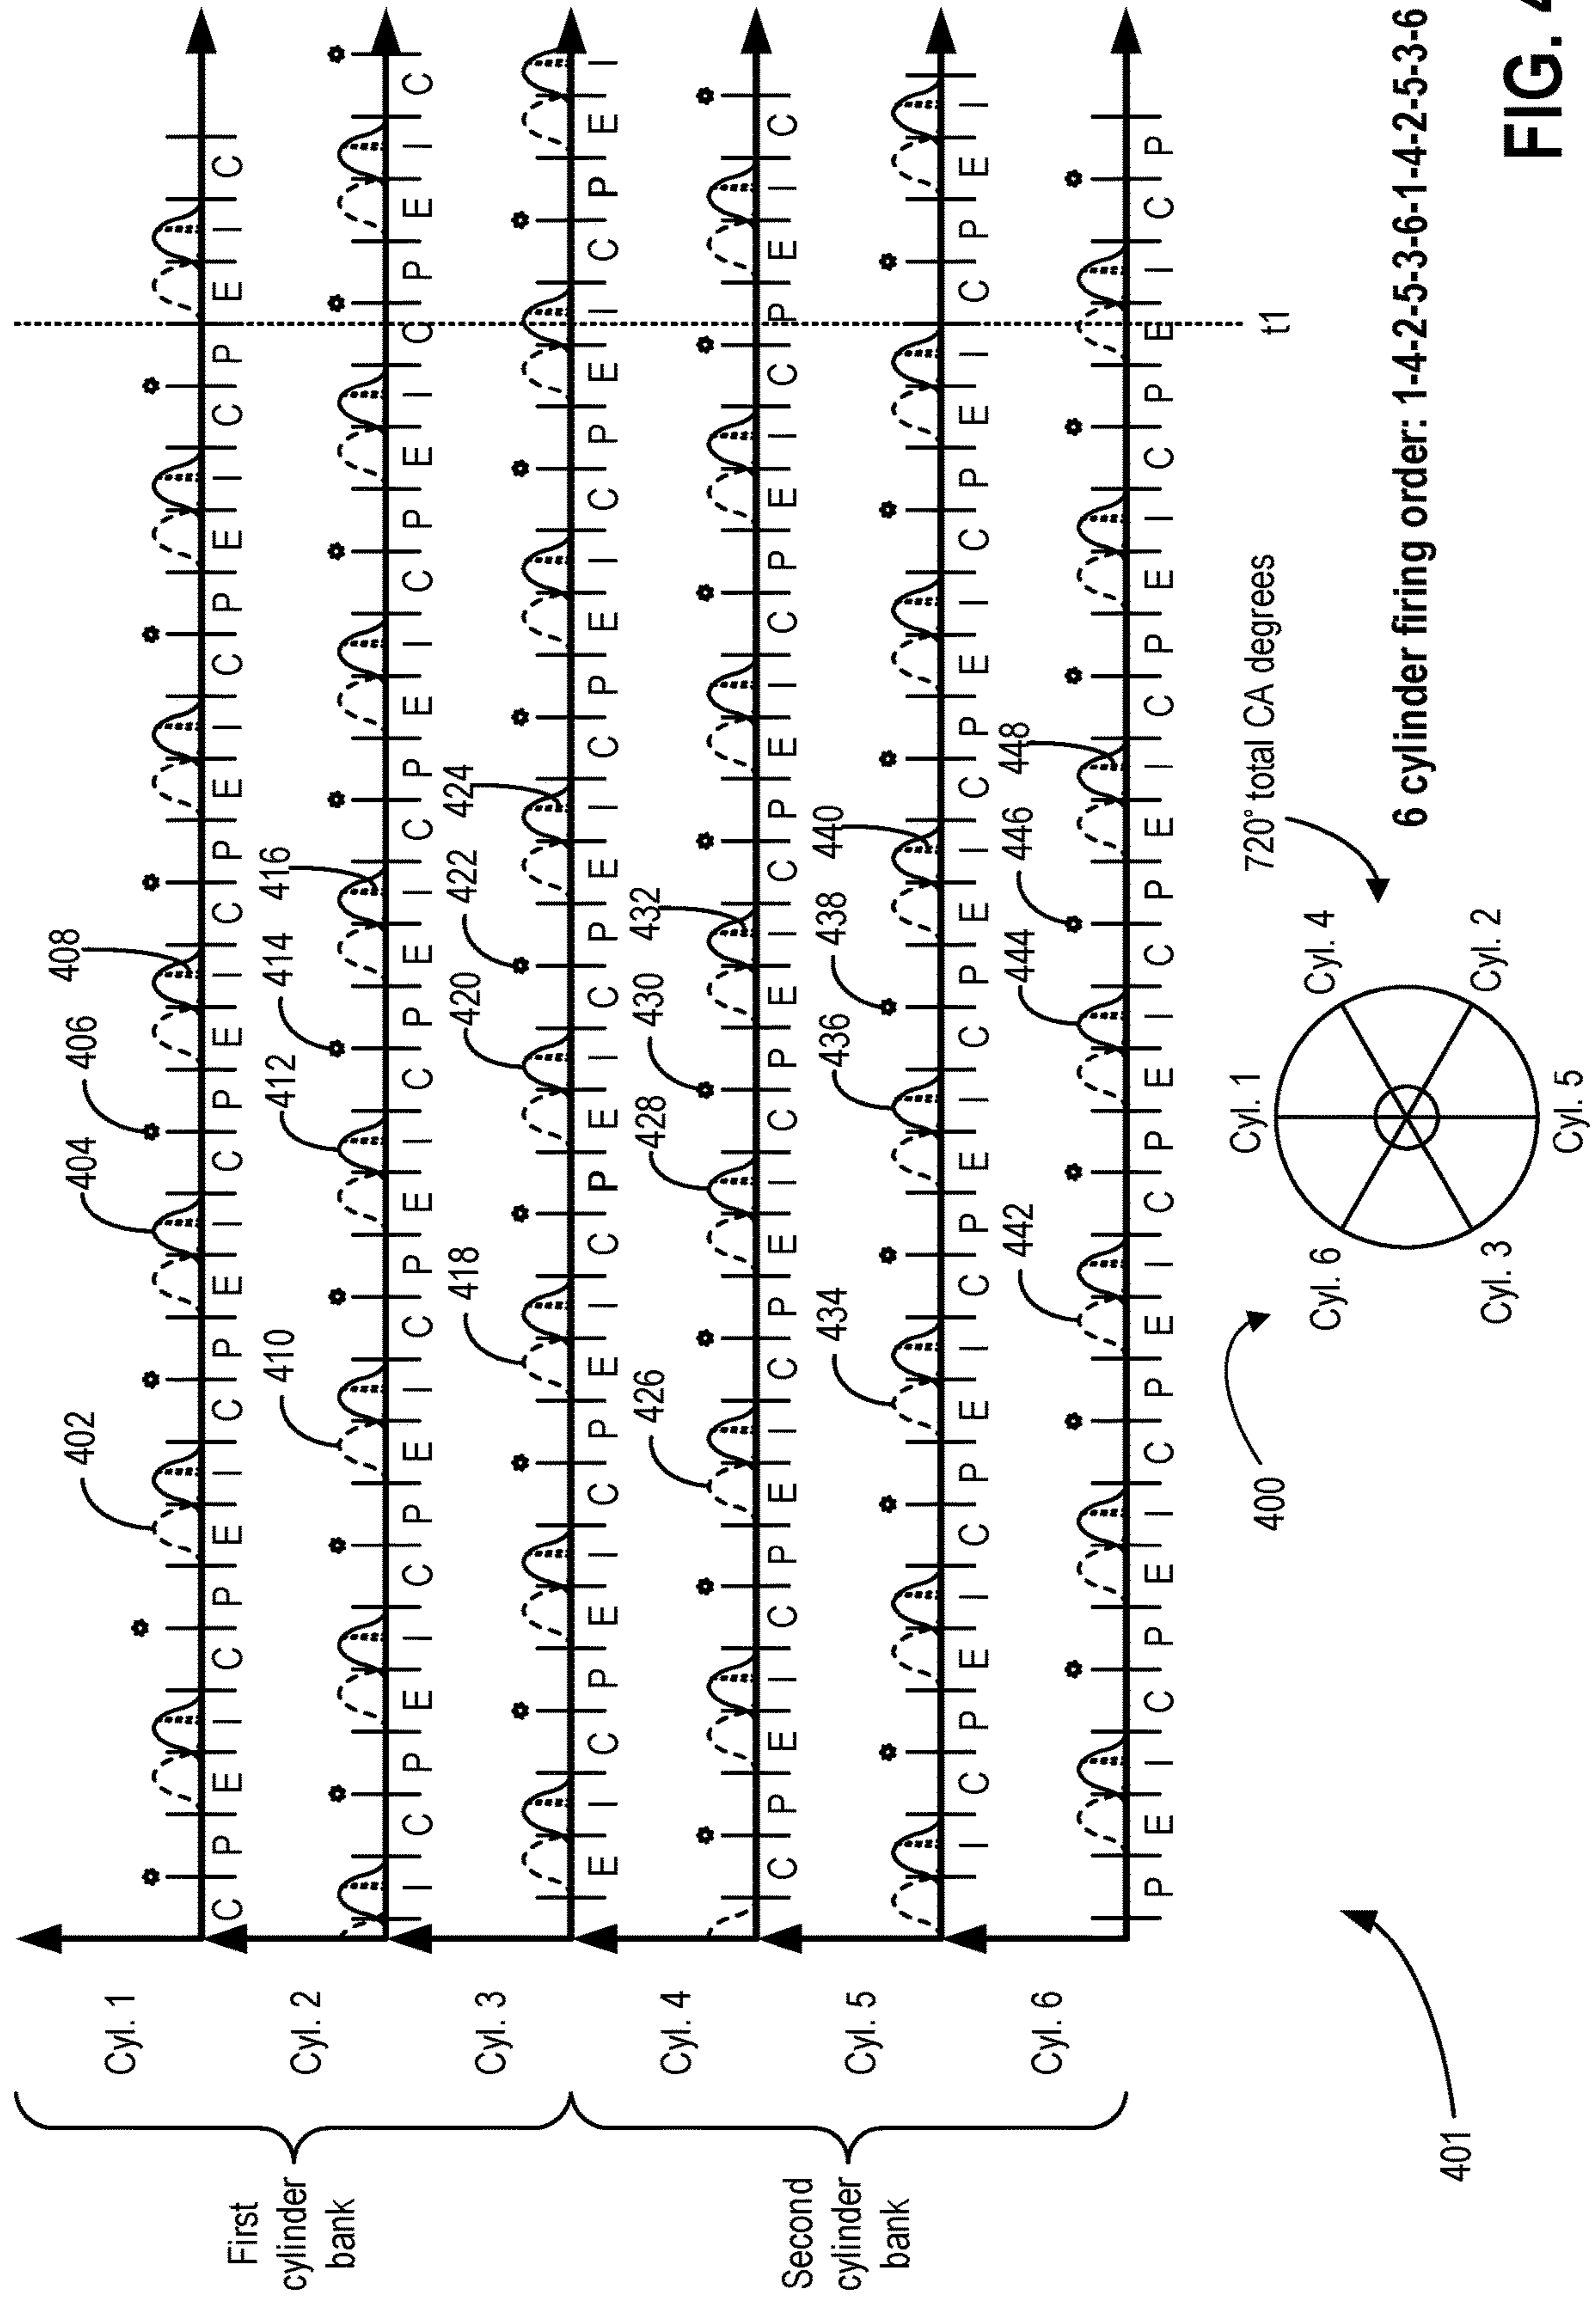 First
cylinder
bank
Second
cylinder
bank
Cyl. 1
402
404
406
408
C P E I C P E I C P E I C P E I C P E I C P E I C P E I C
Cyl. 2
410
412
414
416
I C P E I C P E I C P E I C P E I C P E I C P E I C P E I C
Cyl. 3
418
420
422
424
E I C P E I C P E I C P E I C P E I C P E I C P E I C P E I
Cyl. 4
426
428
430
432
C P E I C P E I C P E I C P E I C P E I C P E I C P E I C
Cyl. 5
434
436
438
440
I C P E I C P E I C P E I C P E I C P E I C P E I C P E I
Cyl. 6
442
444
446
448
P E I C P E I C P E I C P E I C P E I C P E I C P E I C P
t1
401
400
Cyl. 1
Cyl. 6
Cyl. 4
Cyl. 3
Cyl. 2
Cyl. 5
720° total CA degrees
6 cylinder firing order: 1-4-2-5-3-6-1-4-2-5-3-6
FIG.